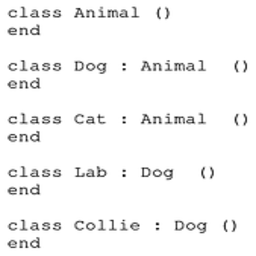 class Animal ()
end
class Dog : Animal  ()
end
class Cat : Animal  ()
end
class Lab : Dog  ()
end
class Collie : Dog ()
end